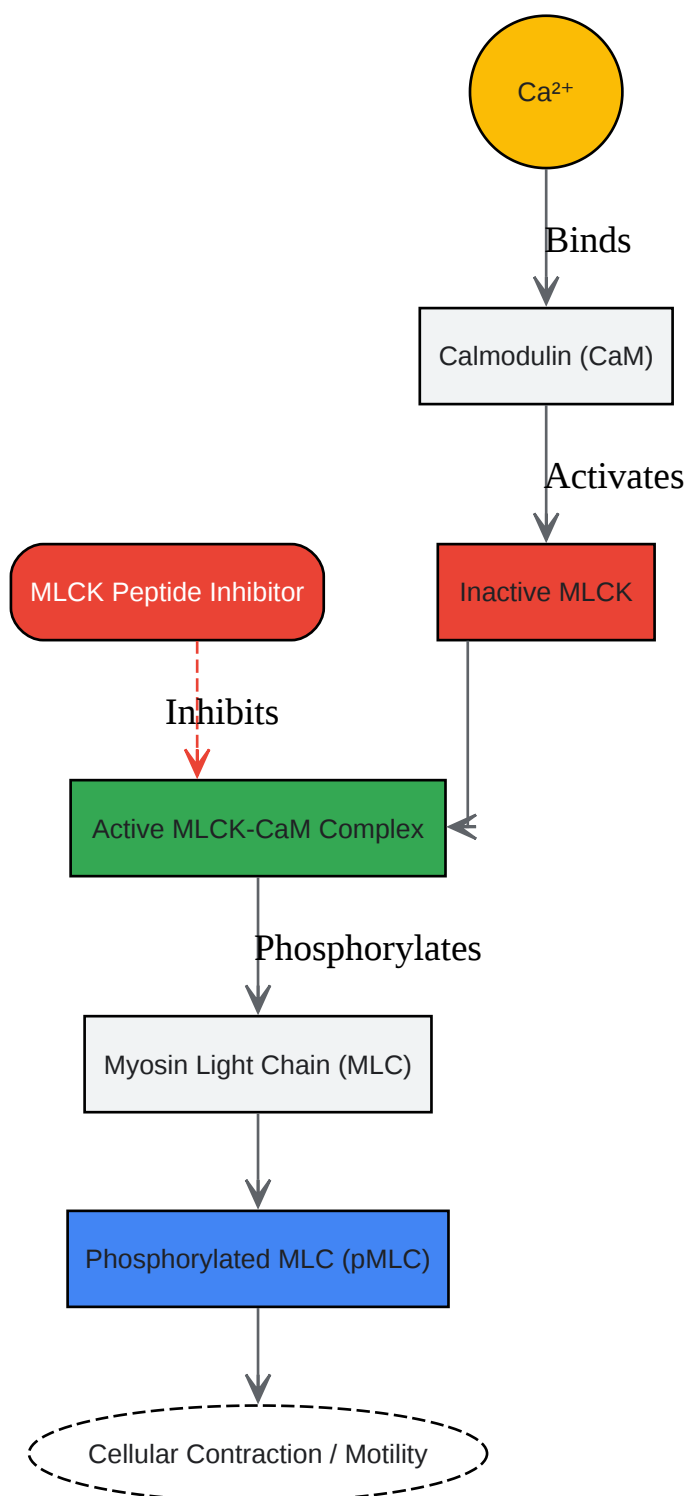 Ca²⁺
Binds
Calmodulin (CaM)
Activates
MLCK Peptide Inhibitor
Inactive MLCK
Inhibits
Active MLCK-CaM Complex
Phosphorylates
Myosin Light Chain (MLC)
Phosphorylated MLC (pMLC)
Cellular Contraction / Motility